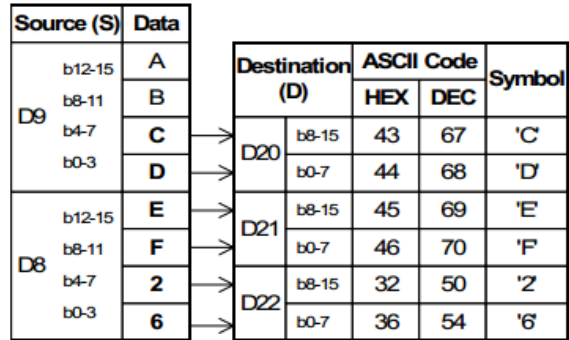 Source (S) Data
D9 b12-15 A
b8-11 B
b4-7 C
b0-3 D
D8 b12-15 E
b8-11 F
b4-7 2
b0-3 6
Destination (D) ASCII Code Symbol
HEX DEC
D20 b8-15 43 67 'C'
b0-7 44 68 'D'
D21 b8-15 45 69 'E'
b0-7 46 70 'F'
D22 b8-15 32 50 '2'
b0-7 36 54 '6'